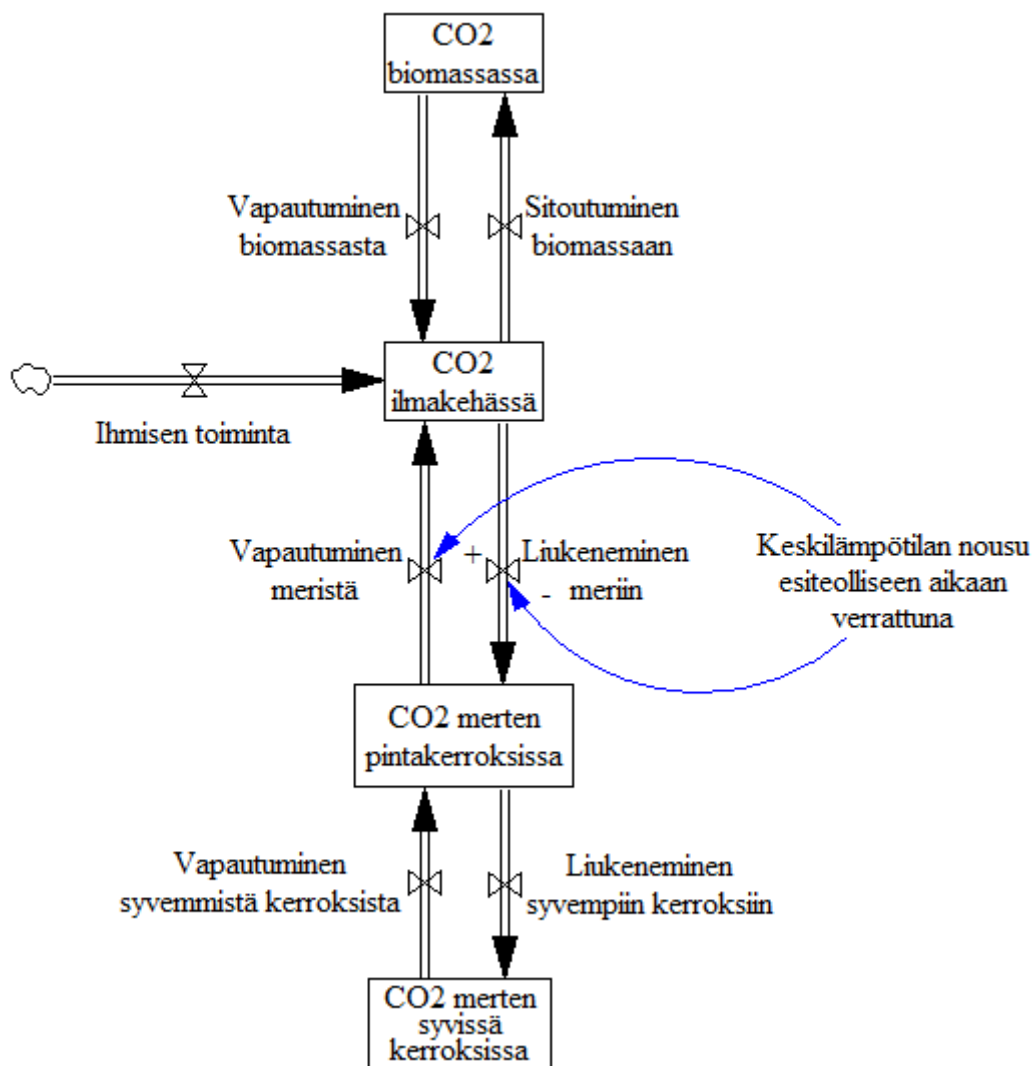 CO2
biomassassa
Vapautuminen
biomassasta
Sitoutuminen
biomassaan
CO2
ilmakehässä
Ihmisen toiminta
Vapautuminen
meristä
+
Liukeneminen
- meriin
Keskilämpötilan nousu
esiteolliseen aikaan
verrattuna
CO2 merten
pintakerroksissa
Vapautuminen
syvemmistä kerroksista
Liukeneminen
syvempiin kerroksiin
CO2 merten
syvissä
kerroksissa